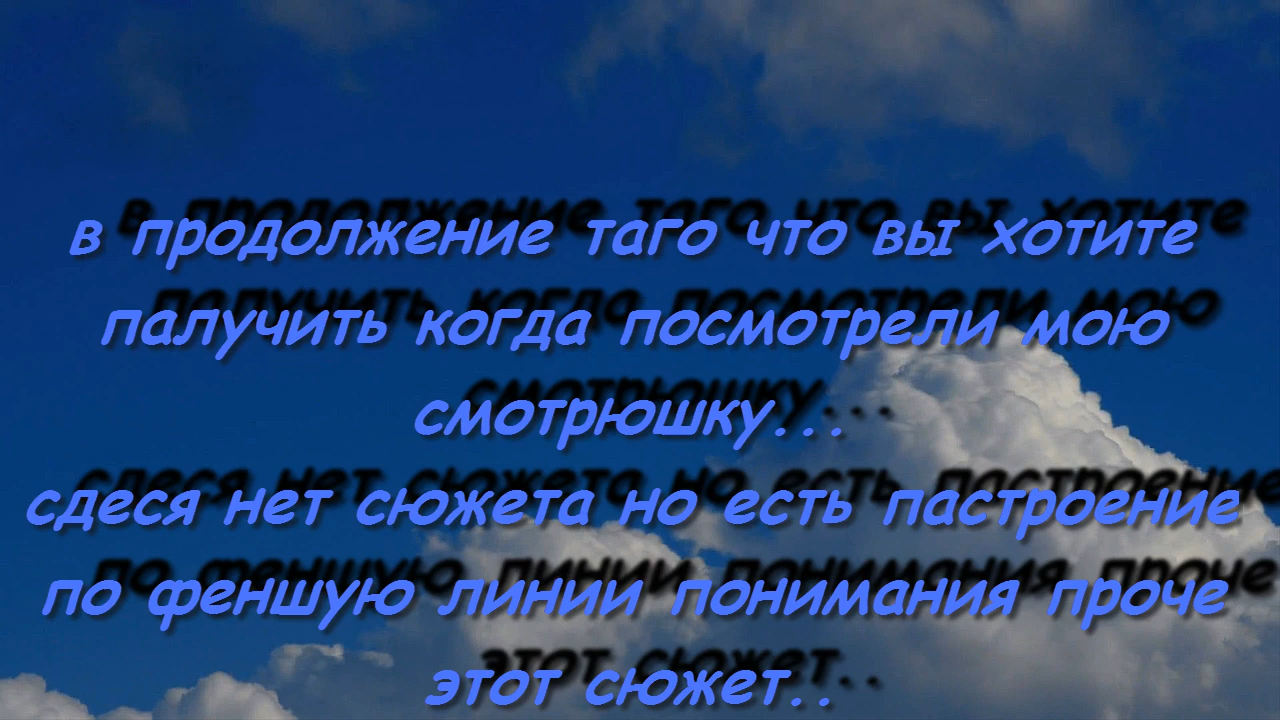 в продолжение таго что вы хотите
палучить когда посмотрели мою
смотрюшку...
сдеся нет сюжета но есть пастроение
по феншую линии понимания проче
этот сюжет..